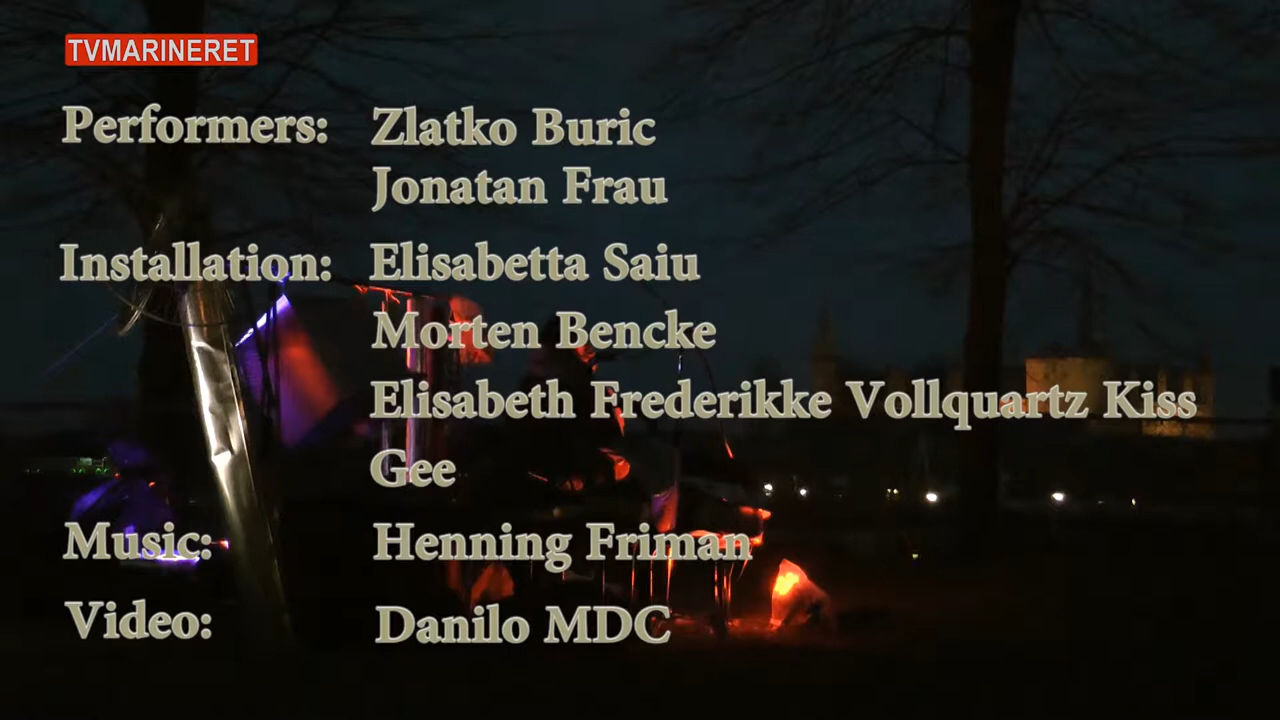 TVMARINERET
Performers: Zlatko Buric
Jonatan Frau
Installation: Elisabetta Saiu
Morten Bencke
Elisabeth Frederikke Vollquartz Kiss
Gee
Music: Henning Friman
Video: Danilo MDC